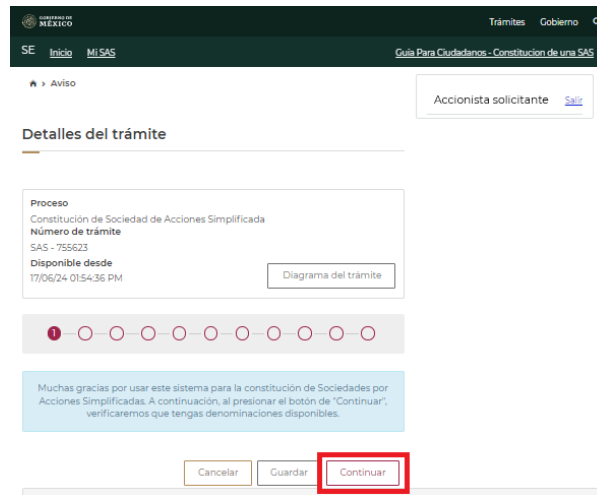 GOBIERNO DE
MÉXICO
Trámites Gobierno
SE Inicio Mi SAS Guía Para Ciudadanos - Constitucion de una SAS
> Aviso
Accionista solicitante Salir
Detalles del trámite
Proceso
Constitución de Sociedad de Acciones Simplificada
Número de trámite
SAS - 755623
Disponible desde
17/06/24 01:54:36 PM
Diagrama del trámite
1
Muchas gracias por usar este sistema para la constitución de Sociedades por
Acciones Simplificadas. A continuación, al presionar el botón de "Continuar",
verificaremos que tengas denominaciones disponibles.
Cancelar Guardar Continuar